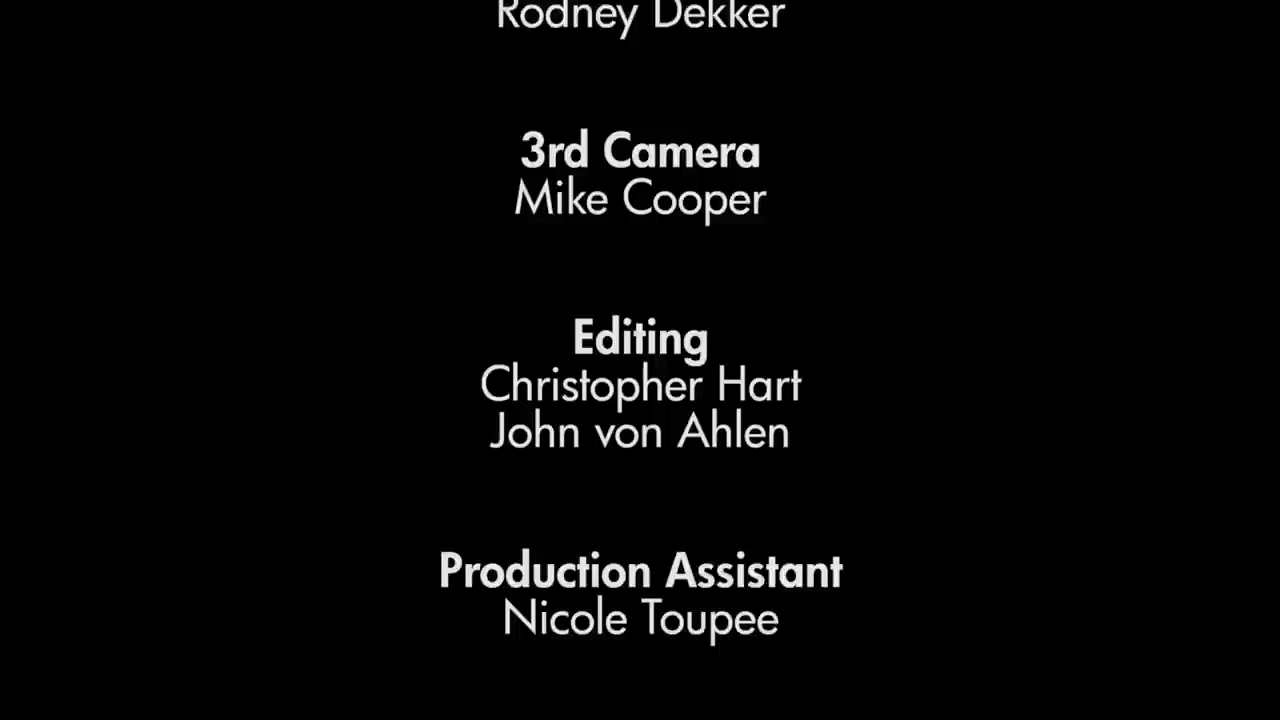 Rodney Dekker
3rd Camera
Mike Cooper
Editing
Christopher Hart
John von Ahlen
Production Assistant
Nicole Toupee